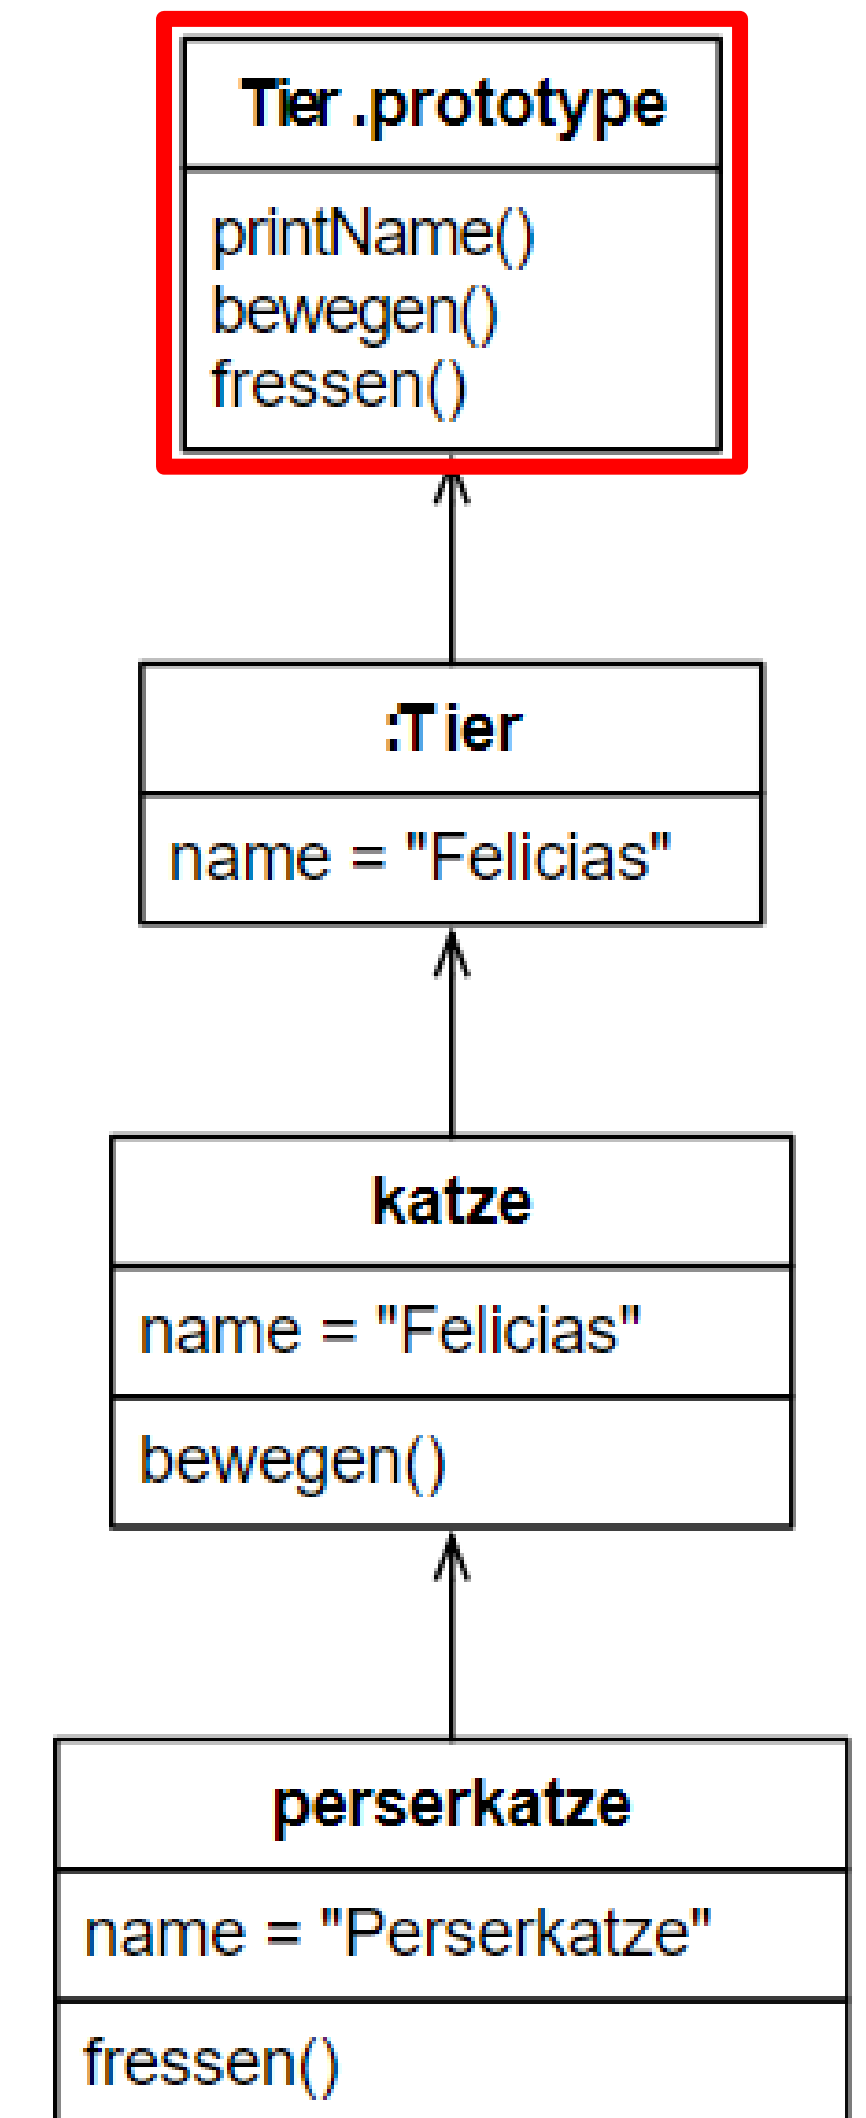 Tier.prototype
printName()
bewegen()
fressen()
:Tier
name = "Felicias"
katze
name = "Felicias"
bewegen()
perserkatze
name = "Perserkatze"
fressen()